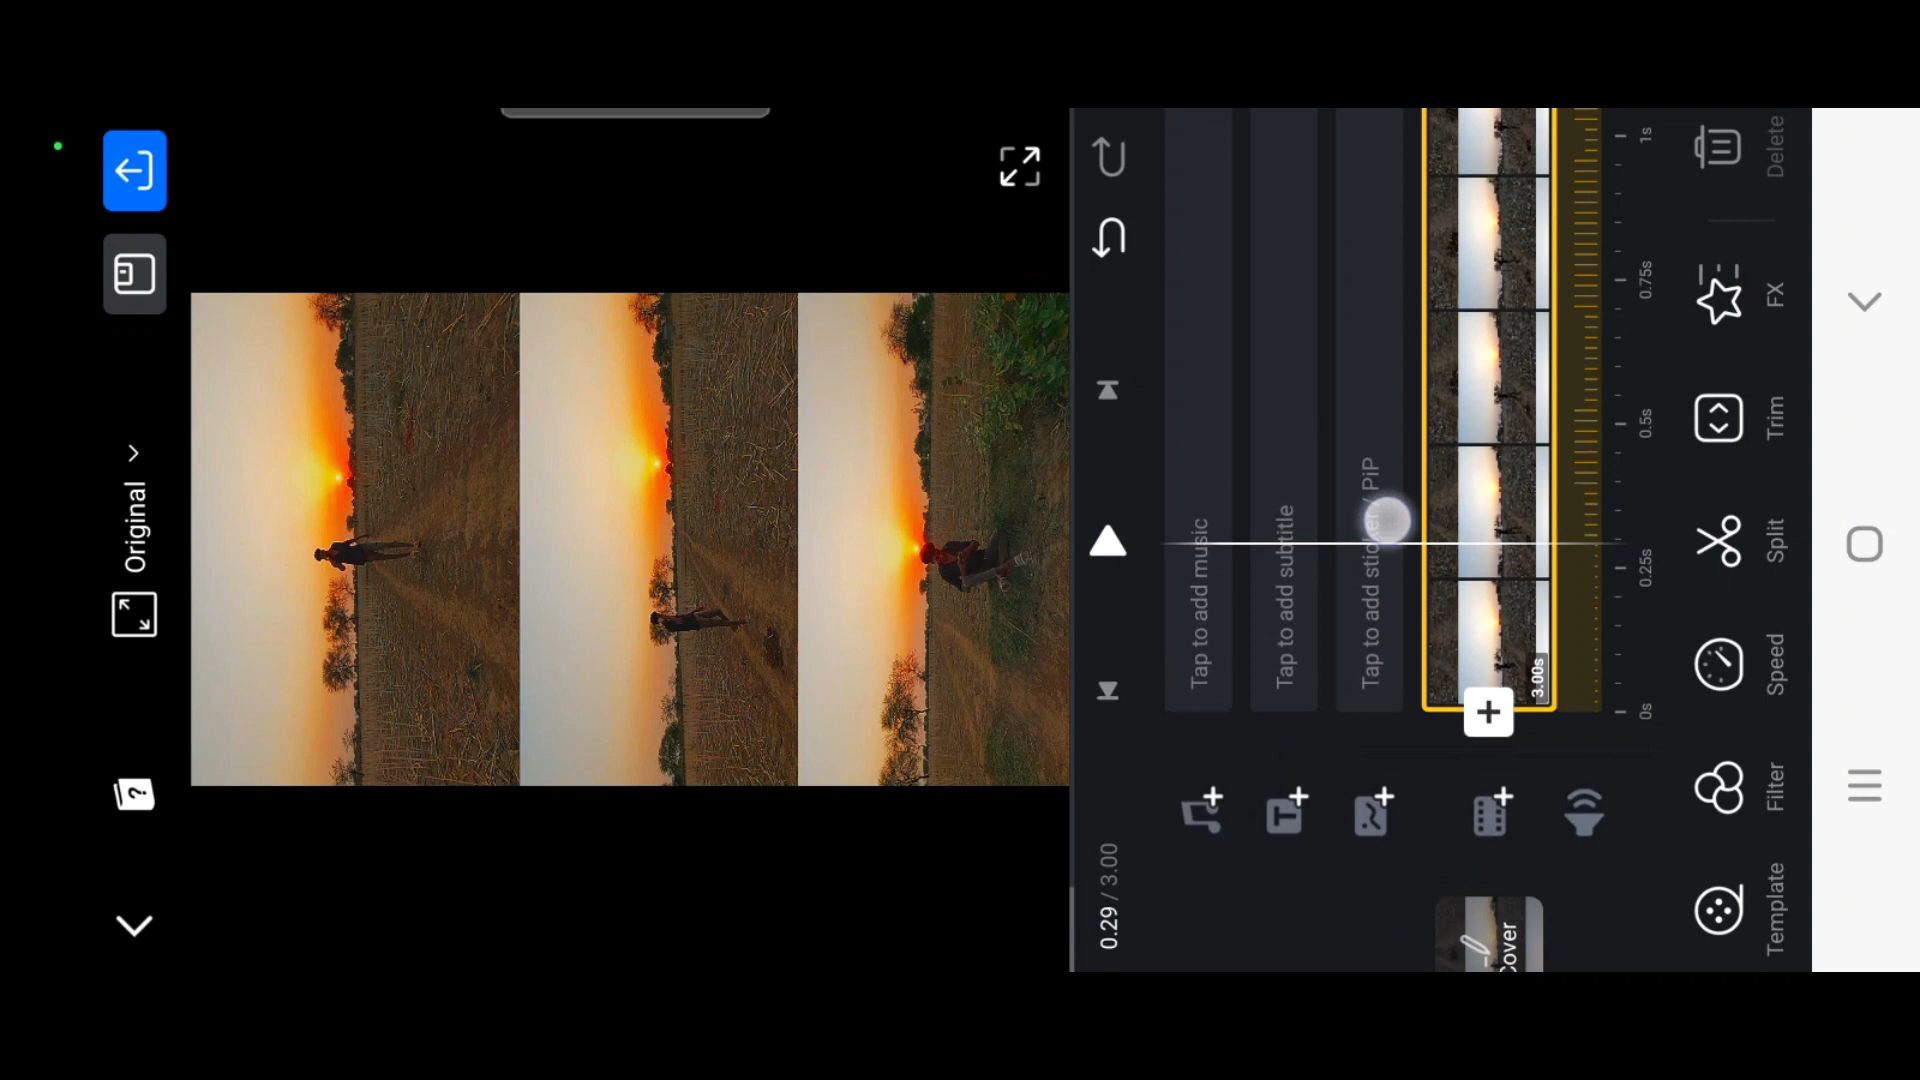 Original
0.29 / 3.00
Tap to add music
Tap to add subtitle
Tap to add sticker / PiP
Cover
3.00s
0s
0.25s
0.5s
0.75s
1s
Template
Filter
Speed
Split
Trim
FX
Delete